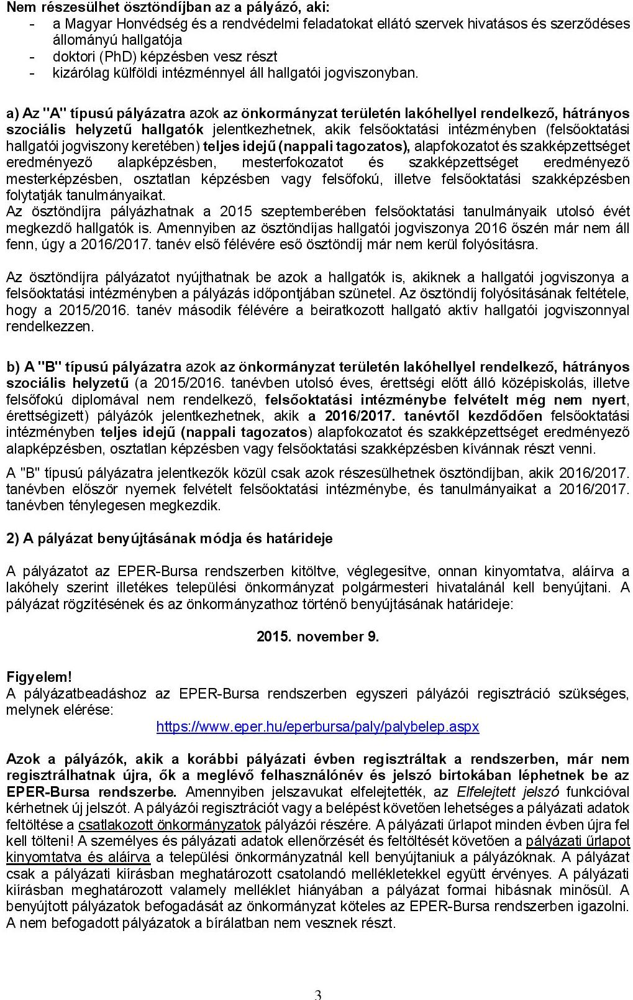 Nem részesülhet ösztöndíjban az a pályázó, aki:
- a Magyar Honvédség és a rendvédelmi feladatokat ellátó szervek hivatásos és szerződéses
állományú hallgatója
- doktori (PhD) képzésben vesz részt
- kizárólag külföldi intézménnyel áll hallgatói jogviszonyban.
a) Az "A" típusú pályázatra azok az önkormányzat területén lakóhellyel rendelkező, hátrányos
szociális helyzetű hallgatók jelentkezhetnek, akik felsőoktatási intézményben (felsőoktatási
hallgatói jogviszony keretében) teljes idejű (nappali tagozatos), alapfokozatot és szakképzettséget
eredményező alapképzésben, mesterfokozatot és szakképzettséget eredményező
mesterképzésben, osztatlan képzésben vagy felsőfokú, illetve felsőoktatási szakképzésben
folytatják tanulmányaikat.
Az ösztöndíjra pályázhatnak a 2015 szeptemberében felsőoktatási tanulmányaik utolsó évét
megkezdő hallgatók is. Amennyiben az ösztöndíjas hallgatói jogviszonya 2016 őszén már nem áll
fenn, úgy a 2016/2017. tanév első félévére eső ösztöndíj már nem kerül folyósításra.
Az ösztöndíjra pályázatot nyújthatnak be azok a hallgatók is, akiknek a hallgatói jogviszonya a
felsőoktatási intézményben a pályázás időpontjában szünetel. Az ösztöndíj folyósításának feltétele,
hogy a 2015/2016. tanév második félévére a beiratkozott hallgató aktív hallgatói jogviszonnyal
rendelkezzen.
b) A "B" típusú pályázatra azok az önkormányzat területén lakóhellyel rendelkező, hátrányos
szociális helyzetű (a 2015/2016. tanévben utolsó éves, érettségi előtt álló középiskolás, illetve
felsőfokú diplomával nem rendelkező, felsőoktatási intézménybe felvételt még nem nyert,
érettségizett) pályázók jelentkezhetnek, akik a 2016/2017. tanévtől kezdődően felsőoktatási
intézményben teljes idejű (nappali tagozatos) alapfokozatot és szakképzettséget eredményező
alapképzésben, osztatlan képzésben vagy felsőoktatási szakképzésben kívánnak részt venni.
A "B" típusú pályázatra jelentkezők közül csak azok részesülhetnek ösztöndíjban, akik 2016/2017.
tanévben először nyernek felvételt felsőoktatási intézménybe, és tanulmányaikat a 2016/2017.
tanévben ténylegesen megkezdik.
2) A pályázat benyújtásának módja és határideje
A pályázatot az EPER-Bursa rendszerben kitöltve, véglegesítve, onnan kinyomtatva, aláírva a
lakóhely szerint illetékes települési önkormányzat polgármesteri hivatalánál kell benyújtani. A
pályázat rögzítésének és az önkormányzathoz történő benyújtásának határideje:
2015. november 9.
Figyelem!
A pályázatbeadáshoz az EPER-Bursa rendszerben egyszeri pályázói regisztráció szükséges,
melynek elérése:
https://www.eper.hu/eperbursa/paly/palybelep.aspx
Azok a pályázók, akik a korábbi pályázati évben regisztráltak a rendszerben, már nem
regisztrálhatnak újra, ők a meglévő felhasználónév és jelszó birtokában léphetnek be az
EPER-Bursa rendszerbe. Amennyiben jelszavukat elfelejtették, az Elfelejtett jelszó funkcióval
kérhetnek új jelszót. A pályázói regisztrációt vagy a belépést követően lehetséges a pályázati adatok
feltöltése a csatlakozott önkormányzatok pályázói részére. A pályázati űrlapot minden évben újra fel
kell tölteni! A személyes és pályázati adatok ellenőrzését és feltöltését követően a pályázati űrlapot
kinyomtatva és aláírva a települési önkormányzatnál kell benyújtaniuk a pályázóknak. A pályázat
csak a pályázati kiírásban meghatározott csatolandó mellékletekkel együtt érvényes. A pályázati
kiírásban meghatározott valamely melléklet hiányában a pályázat formai hibásnak minősül. A
benyújtott pályázatok befogadását az önkormányzat köteles az EPER-Bursa rendszerben igazolni.
A nem befogadott pályázatok a bírálatban nem vesznek részt.
3